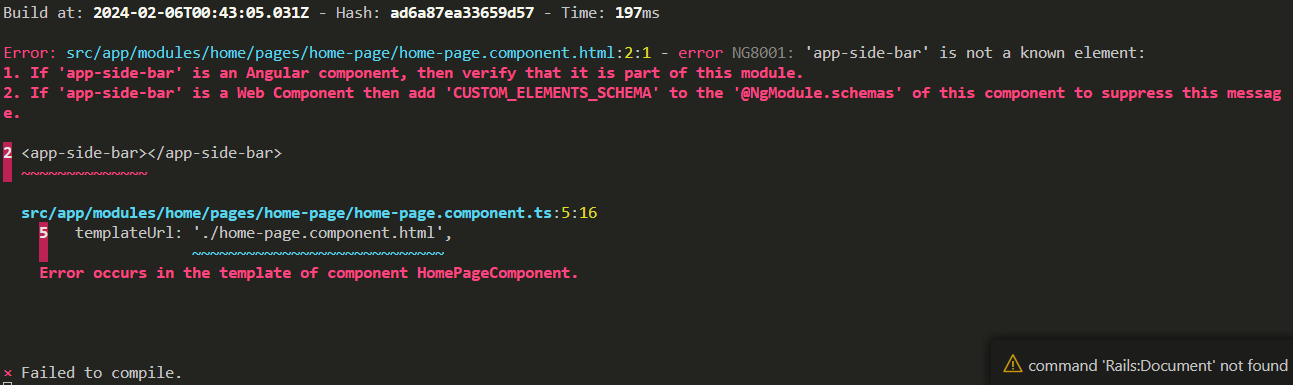 Build at: 2024-02-06T00:43:05.031Z - Hash: ad6a87ea33659d57 - Time: 197ms
Error: src/app/modules/home/pages/home-page/home-page.component.html:2:1 - error NG8001: 'app-side-bar' is not a known element:
1. If 'app-side-bar' is an Angular component, then verify that it is part of this module.
2. If 'app-side-bar' is a Web Component then add 'CUSTOM_ELEMENTS_SCHEMA' to the '@NgModule.schemas' of this component to suppress this messag
e.
2 <app-side-bar></app-side-bar>
~~~~~~~~~~~~~~
src/app/modules/home/pages/home-page/home-page.component.ts:5:16
5 templateUrl: './home-page.component.html',
~~~~~~~~~~~~~~~~~~~~~~~~~~~~
Error occurs in the template of component HomePageComponent.
× Failed to compile.
command 'Rails:Document' not found